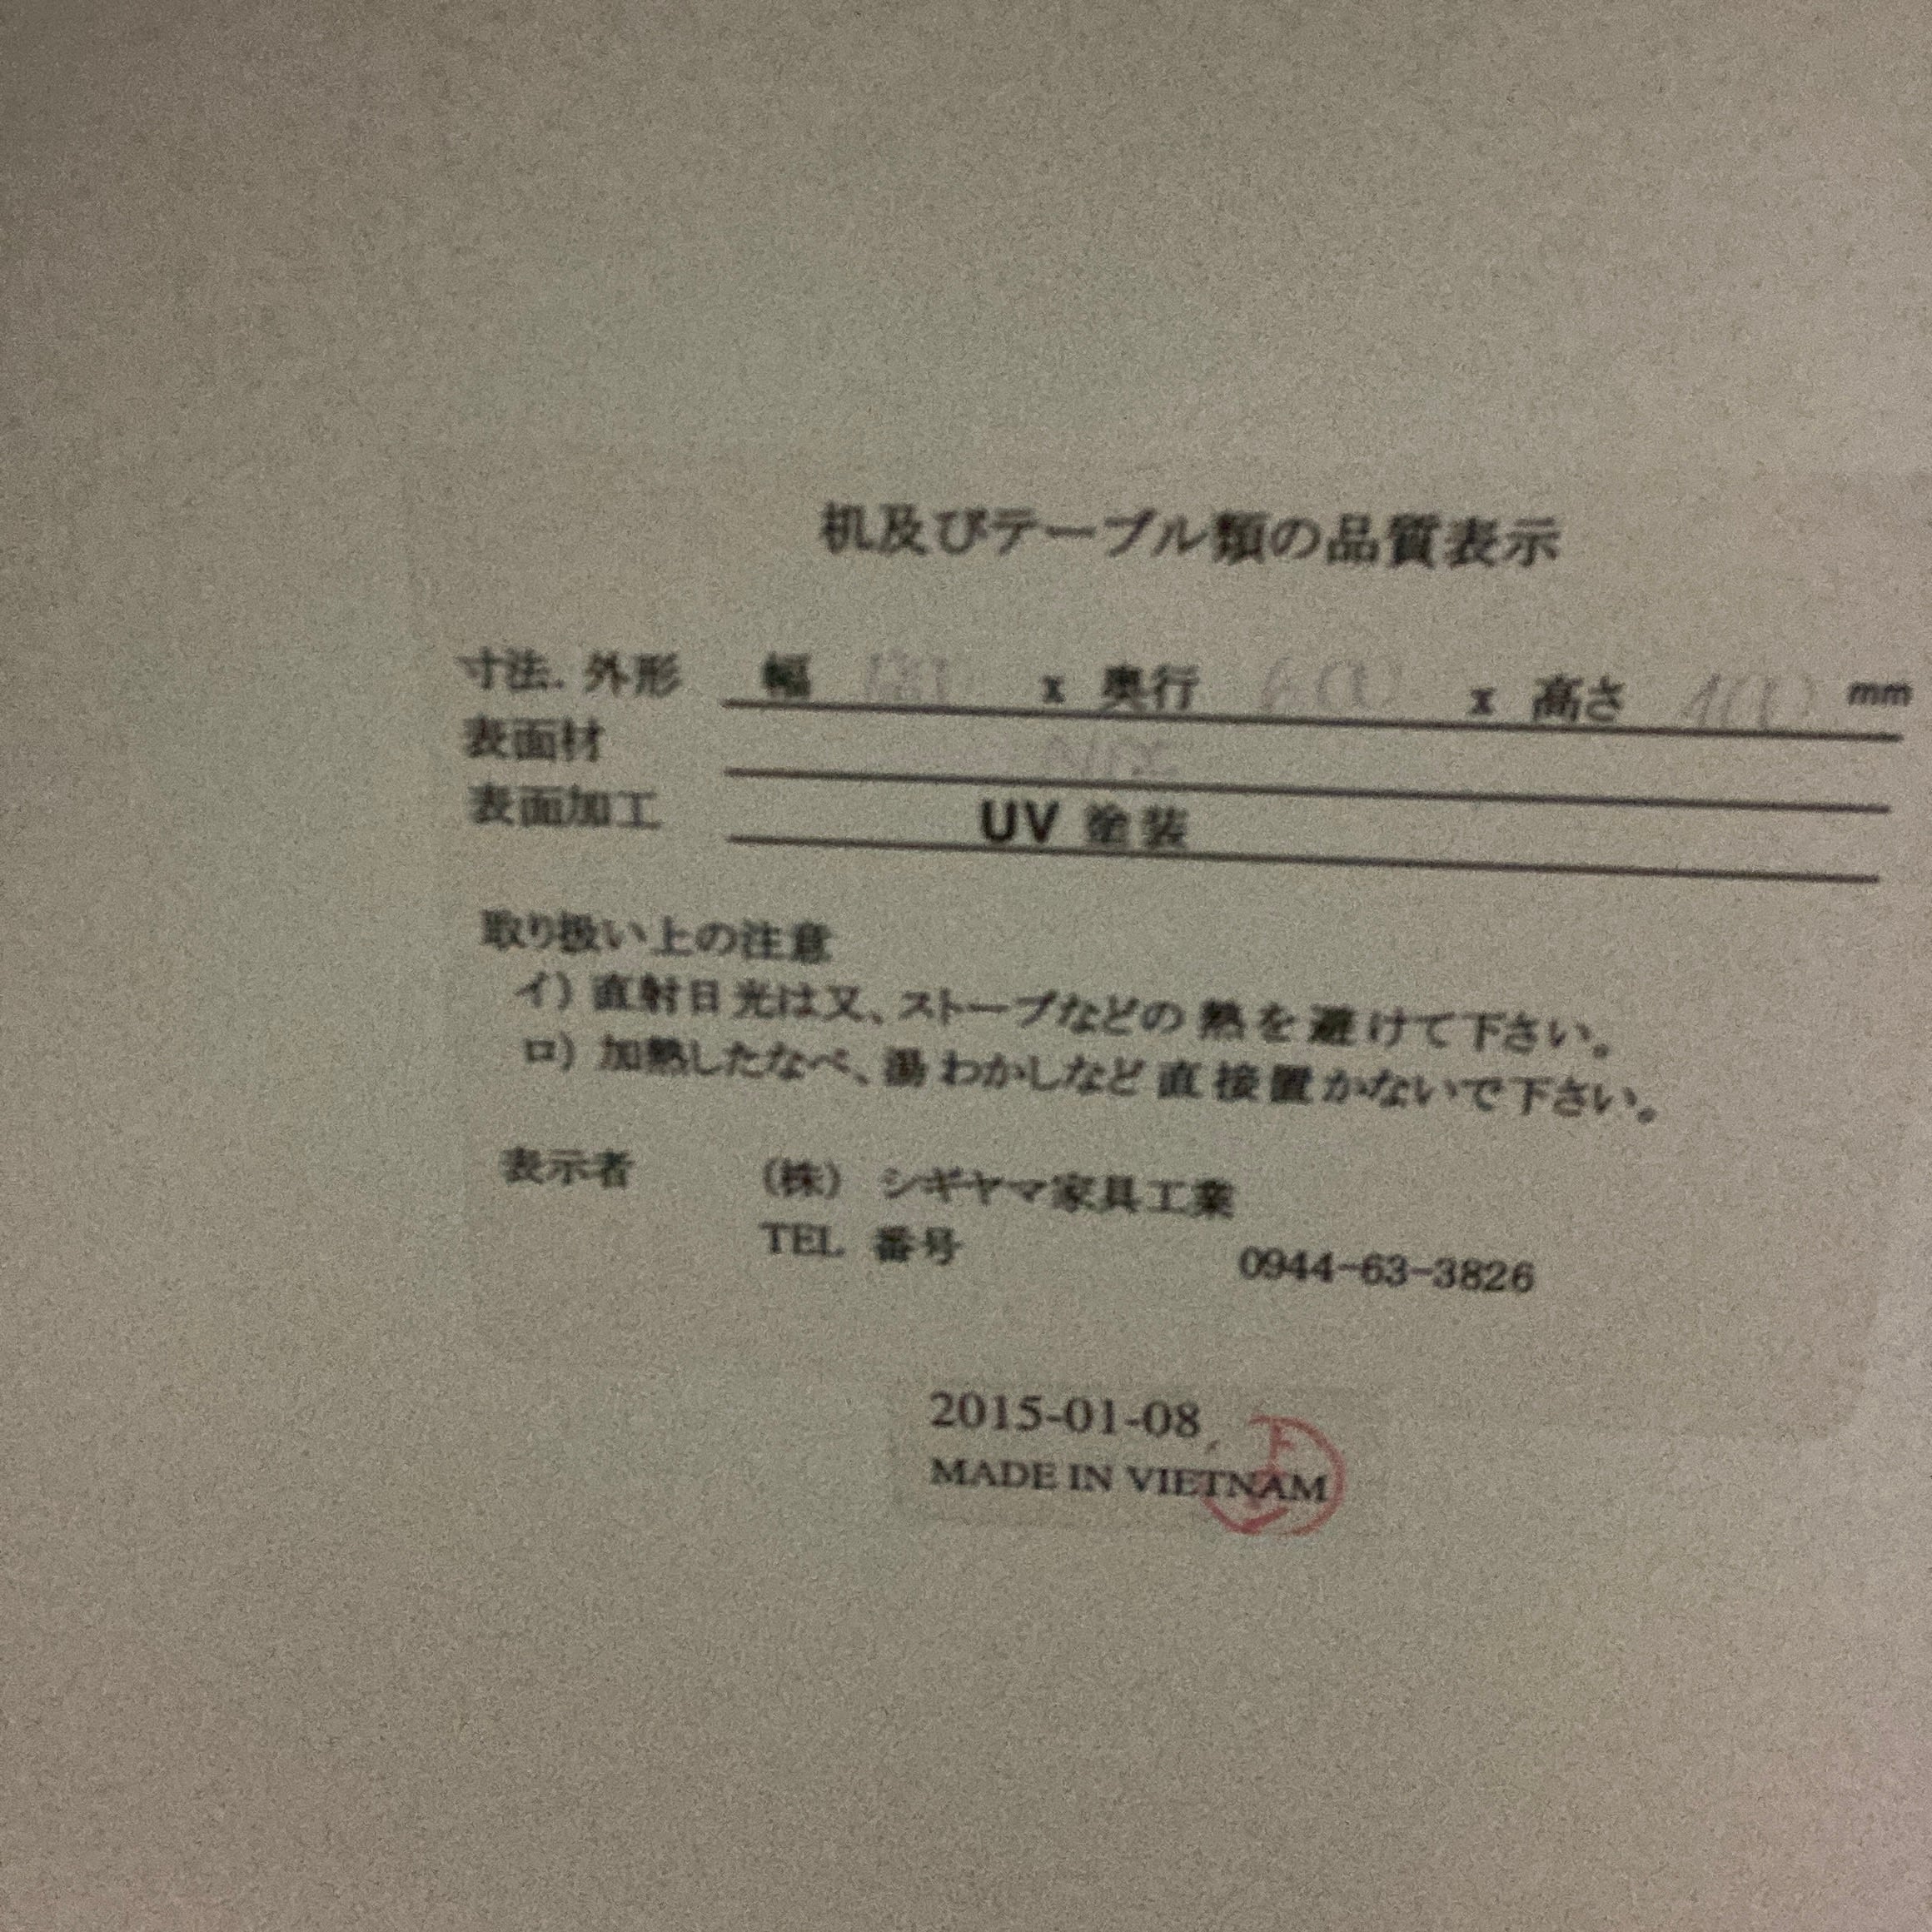 机及びテーブル類の品質表示
寸法. 外形 幅 x 奥行 x 高さ mm
表面材
表面加工 UV 塗装
取り扱い上の注意
イ) 直射日光は又、ストーブなどの熱を避けて下さい。
ロ) 加熱したなべ、湯わかしなど直接置かないで下さい。
表示者 (株) シギヤマ家具工業
TEL 番号 0944-63-3826
2015-01-08
MADE IN VIETNAM